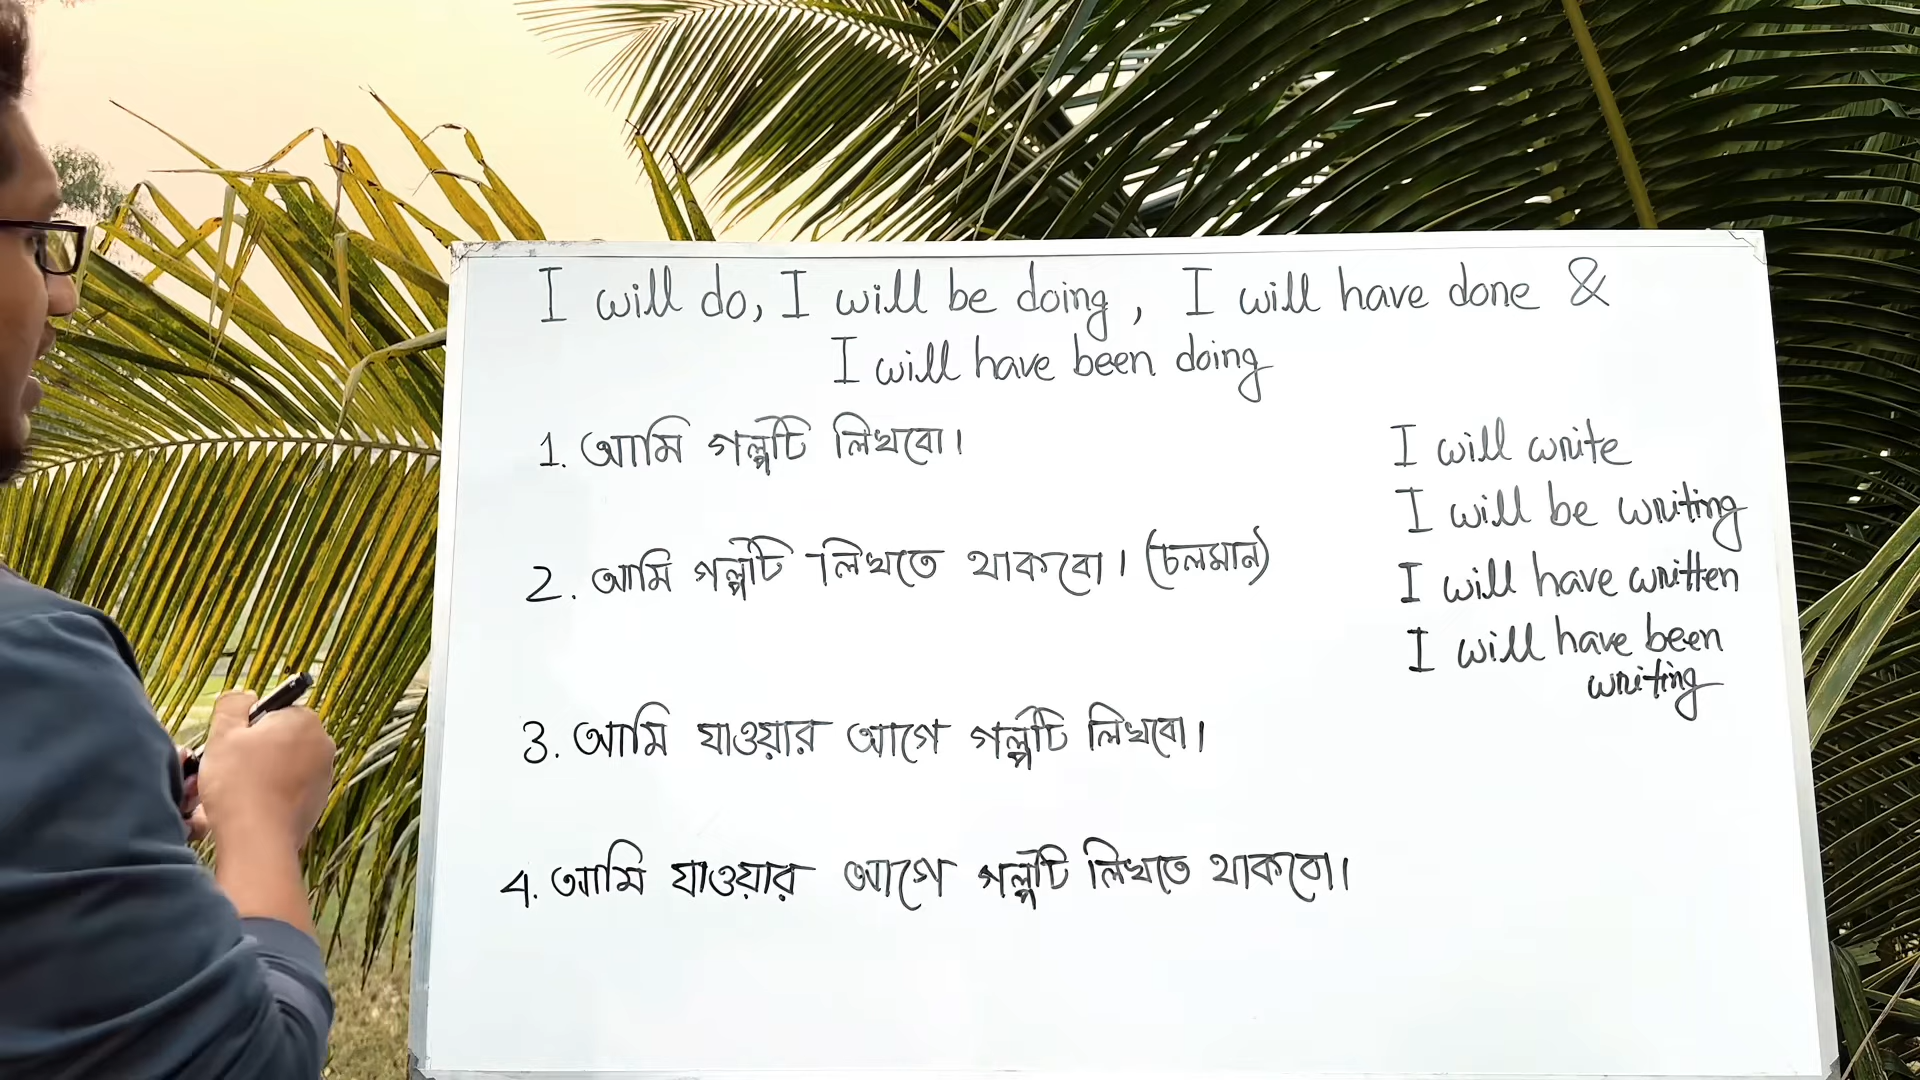 I will do, I will be doing, I will have done &
I will have been doing
1. আমি গল্পটি লিখবো।
2. আমি গল্পটি লিখতে থাকবো। (চলমান)
3. আমি যাওয়ার আগে গল্পটি লিখবো।
4. আমি যাওয়ার আগে গল্পটি লিখতে থাকবো।
I will write
I will be writing
I will have written
I will have been
writing